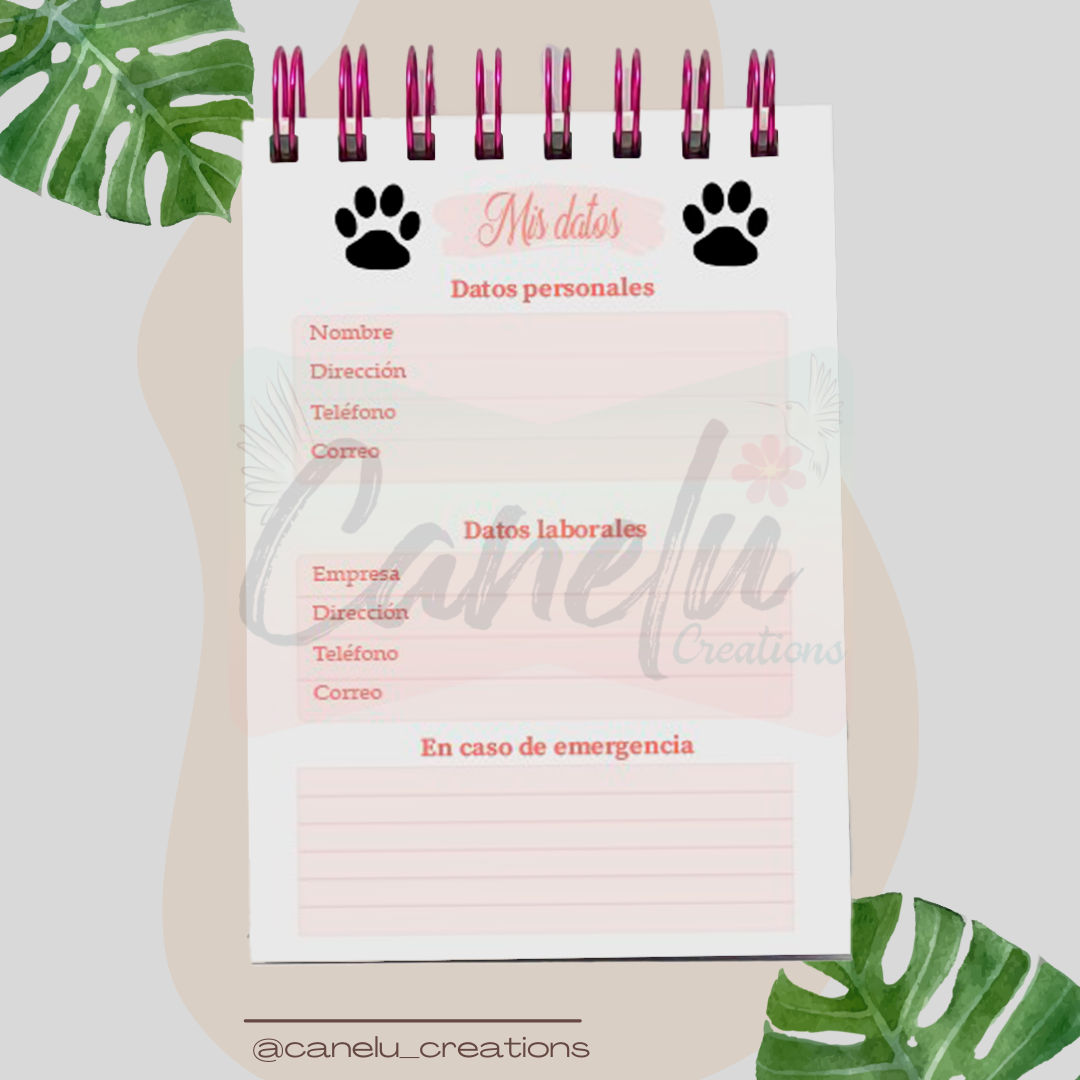 Mis datos
Datos personales
Nombre
Dirección
Teléfono
Correo
Canelu
Creations
Datos laborales
Empresa
Dirección
Teléfono
Correo
En caso de emergencia
@canelu_creations